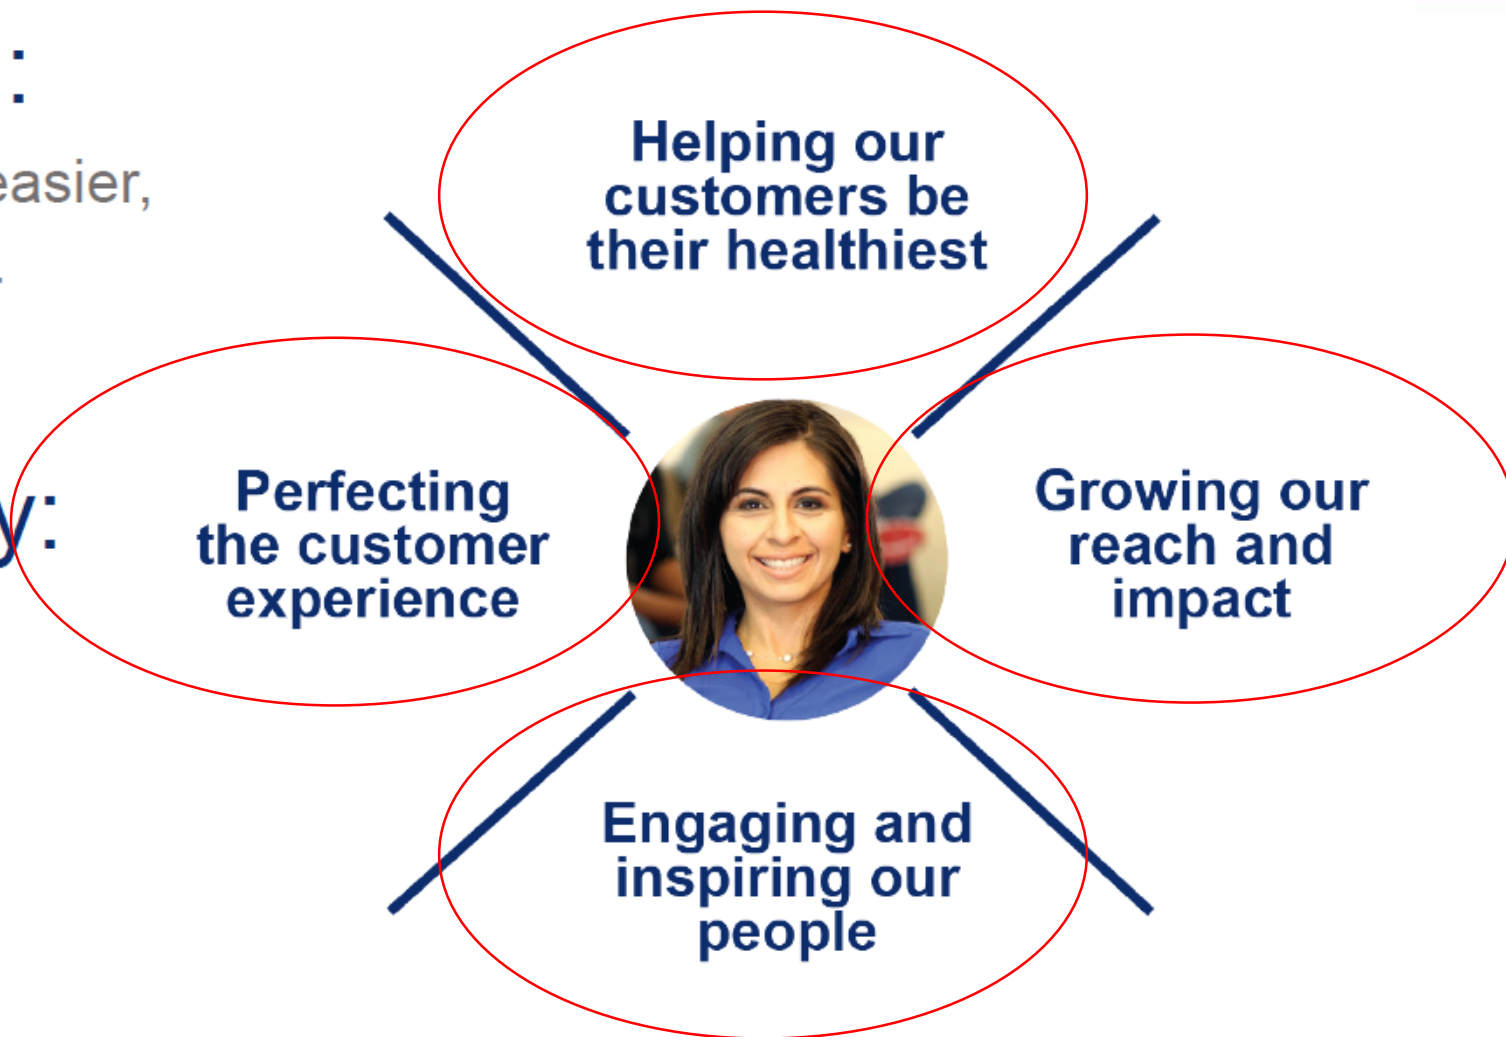 :
easier,
Helping our
customers be
their healthiest
y:
Perfecting
the customer
experience
Growing our
reach and
impact
Engaging and
inspiring our
people